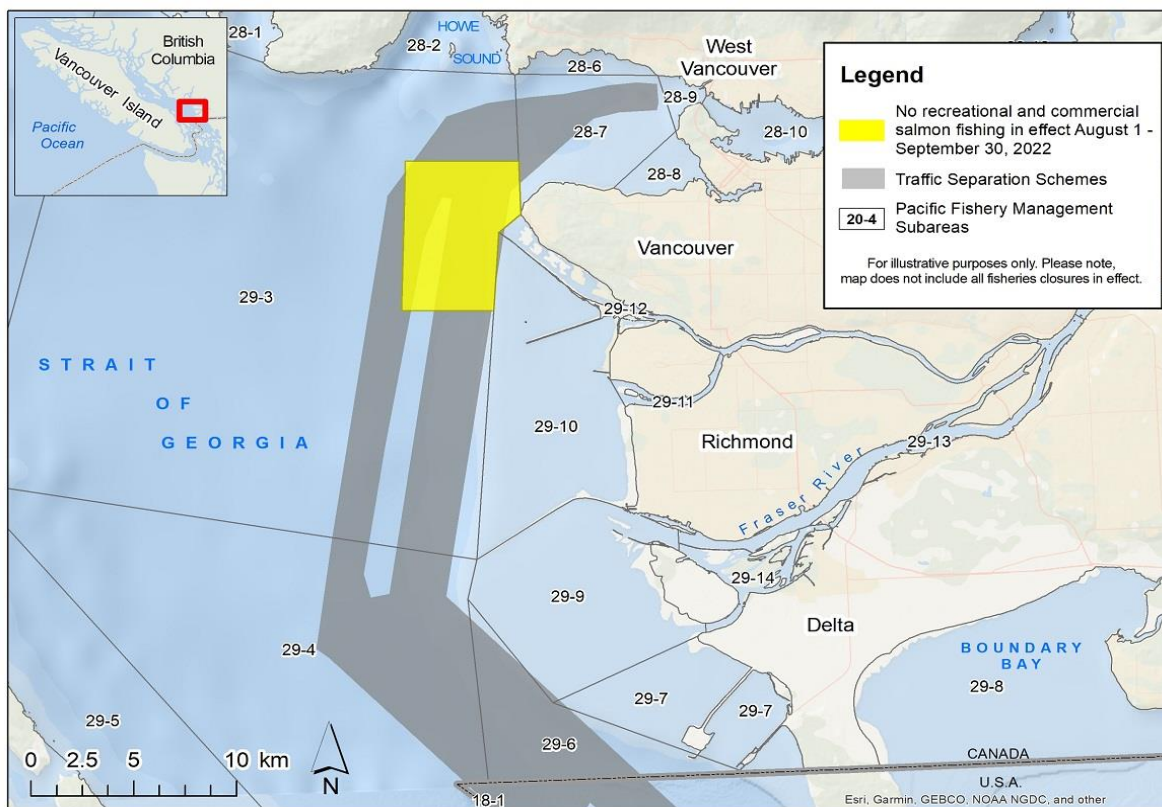 28-1
HOWE
28-2
SOUND
28-6
West
Vancouver
28-9
28-7
28-10
28-8
British
Columbia
Vancouver Island
Pacific
Ocean
Legend
No recreational and commercial
salmon fishing in effect August 1 -
September 30, 2022
Traffic Separation Schemes
20-4
Pacific Fishery Management
Subareas
For illustrative purposes only. Please note,
map does not include all fisheries closures in effect.
Vancouver
29-3
29-12
STRAIT
OF
GEORGIA
29-11
29-10
Richmond
29-13
Fraser River
29-14
29-9
Delta
29-4
BOUNDARY
BAY
29-8
29-7
29-7
29-5
29-6
0 2.5 5 10 km
N
CANADA
U.S.A.
18-1
Esri, Garmin, GEBCO, NOAA NGDC, and other